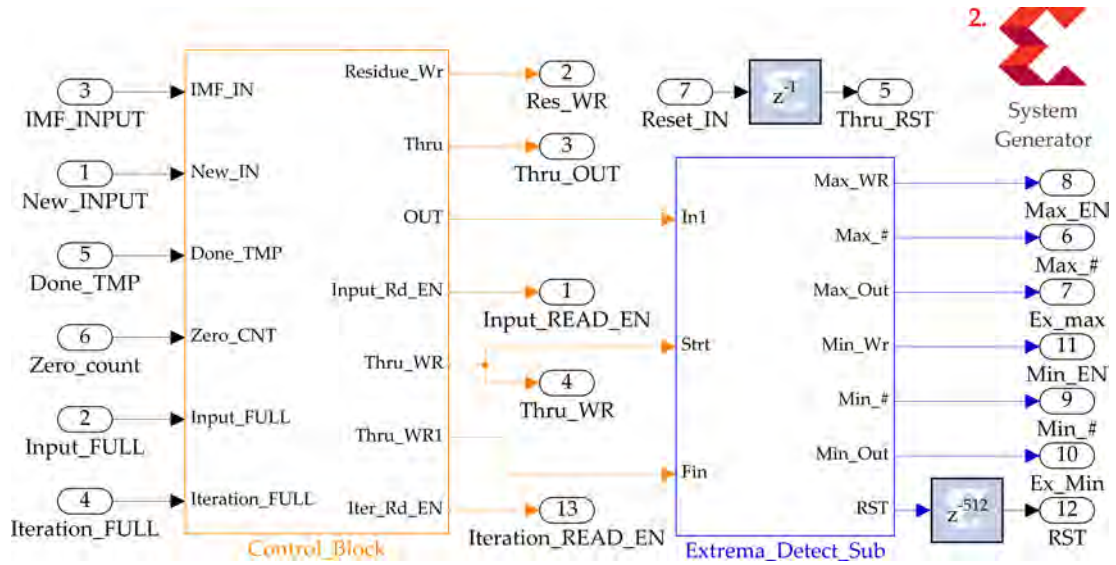 2.
System
Generator
3
IMF_INPUT
1
New_INPUT
5
Done_TMP
6
Zero_count
2
Input_FULL
4
Iteration_FULL
IMF_IN
New_IN
Done_TMP
Zero_CNT
Input_FULL
Iteration_FULL
Residue_Wr
Thru
OUT
Input_Rd_EN
Thru_WR
Thru_WR1
Iter_Rd_EN
Control_Block
2
Res_WR
3
Thru_OUT
1
Input_READ_EN
4
Thru_WR
13
Iteration_READ_EN
7
Reset_IN
z-1
5
Thru_RST
In1
Strt
Fin
Max_WR
Max_#
Max_Out
Min_Wr
Min_#
Min_Out
RST
Extrema_Detect_Sub
z-512
8
Max_EN
6
Max_#
7
Ex_max
11
Min_EN
9
Min_#
10
Ex_Min
12
RST